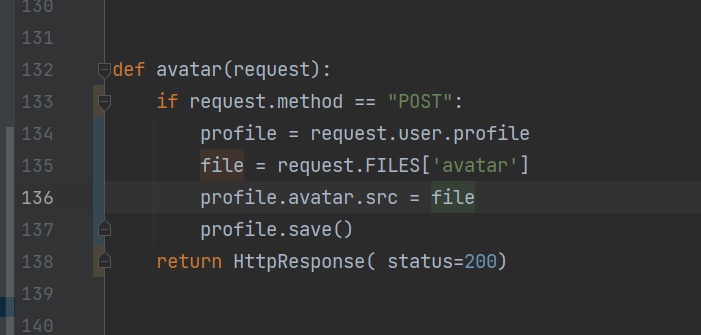 130
131
132 def avatar(request):
133     if request.method == "POST":
134         profile = request.user.profile
135         file = request.FILES['avatar']
136         profile.avatar.src = file
137         profile.save()
138     return HttpResponse( status=200)
139
140